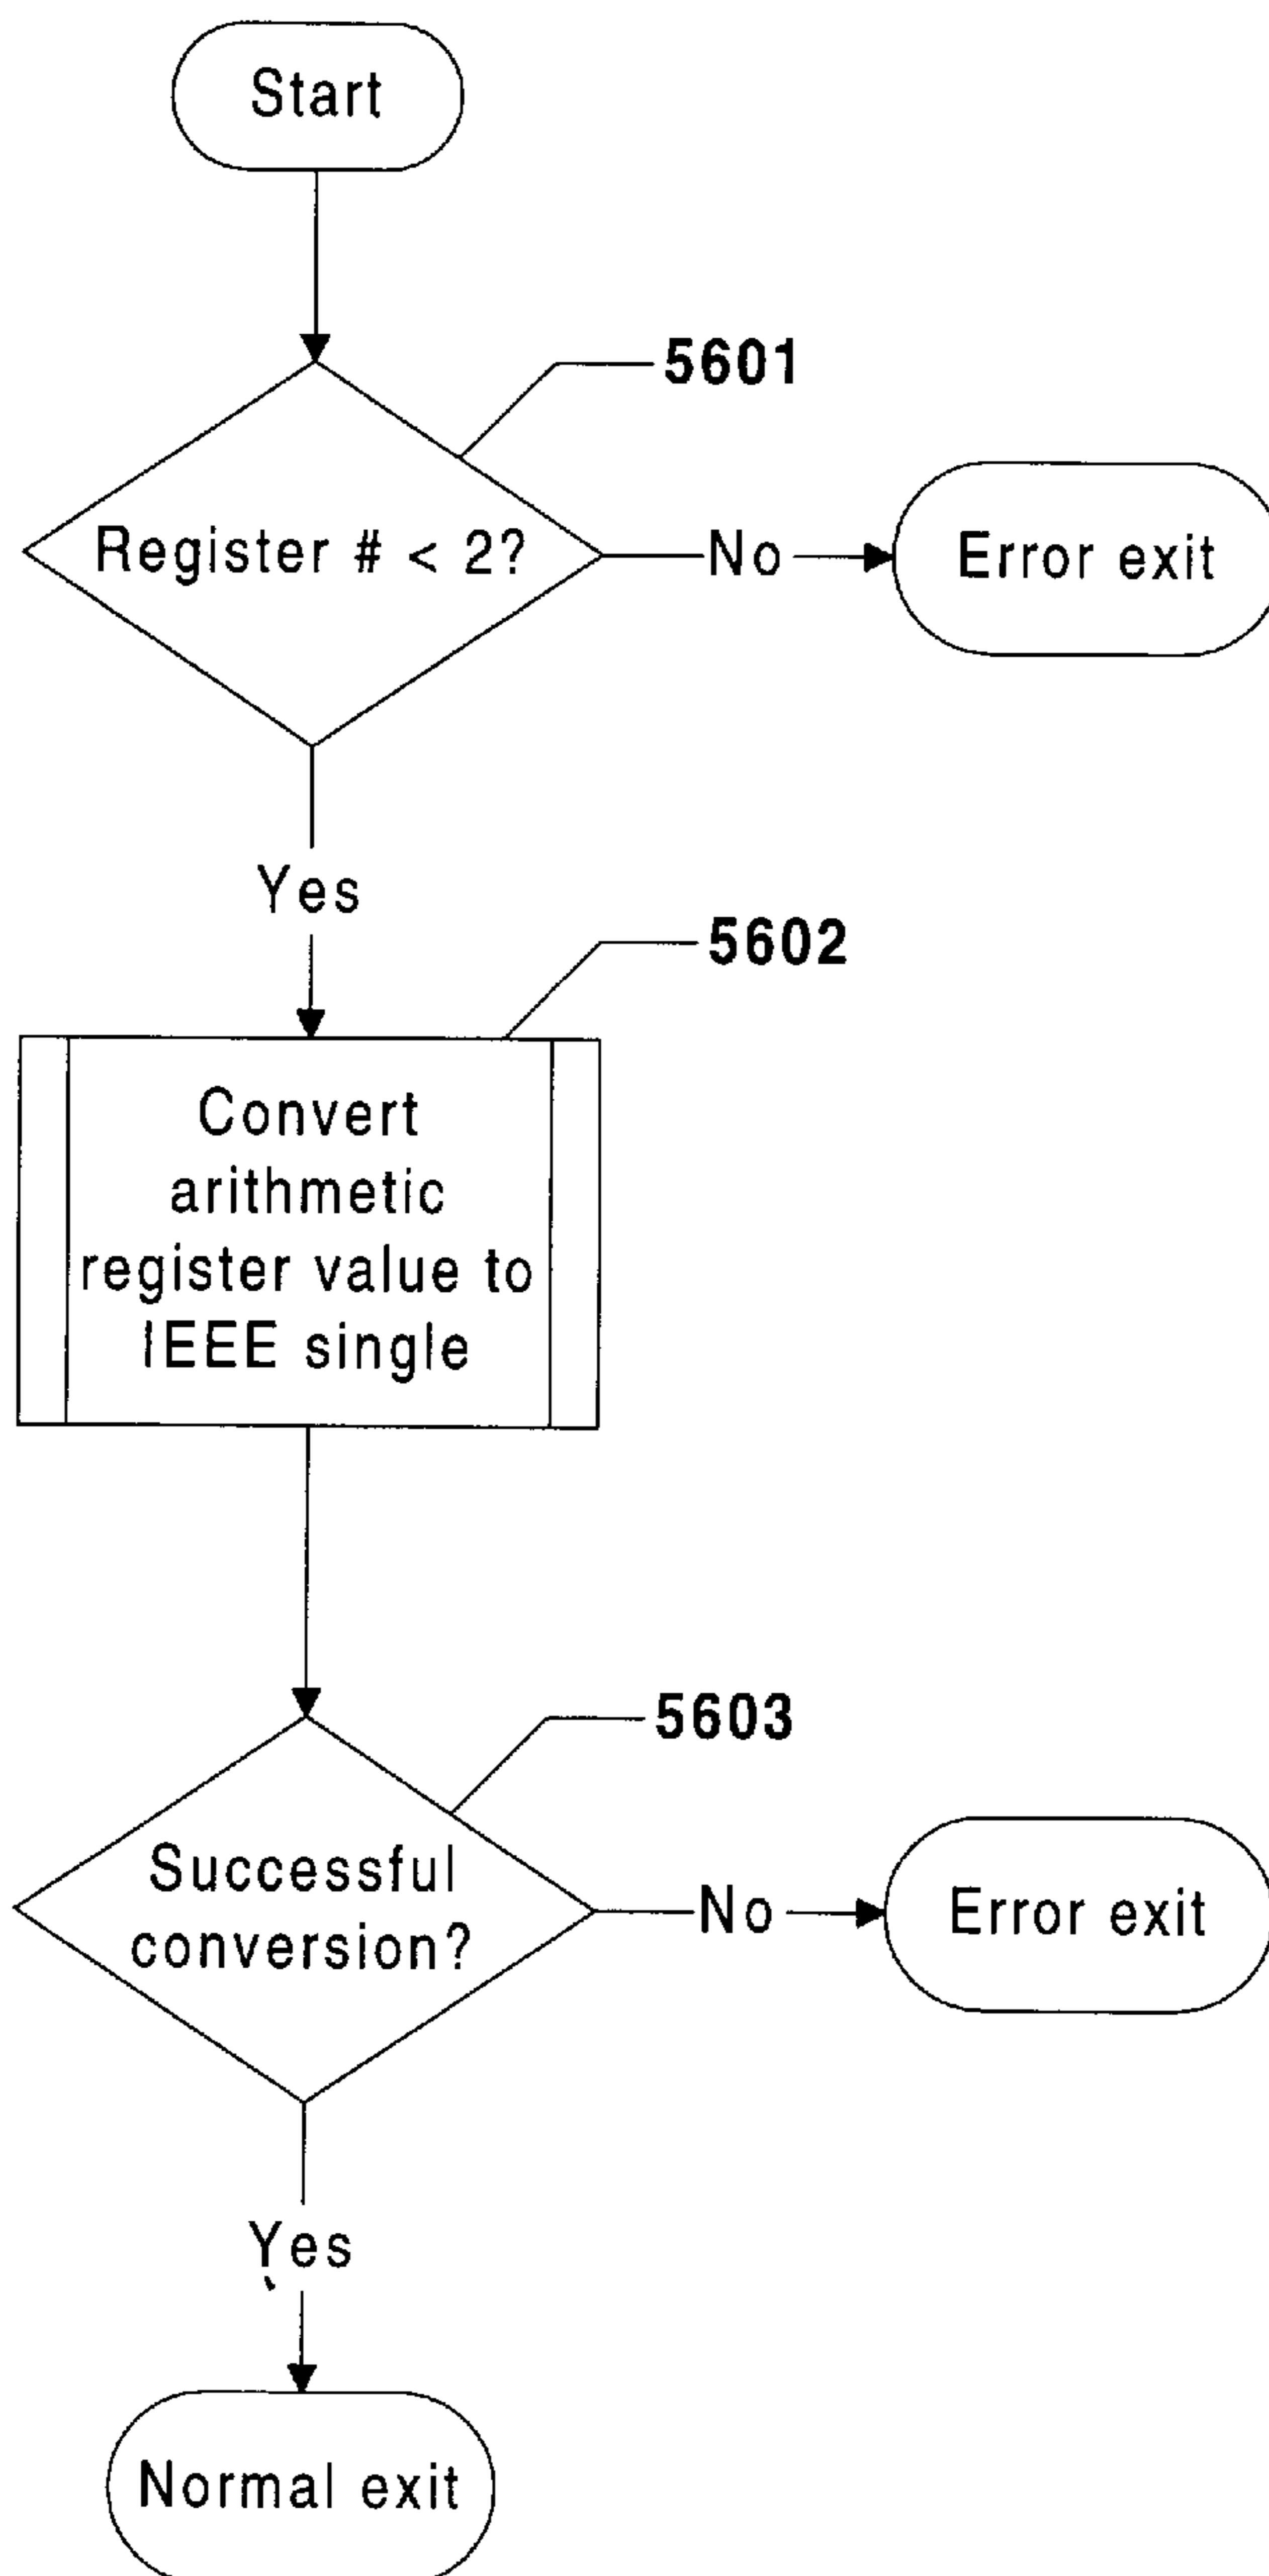 Start
5601
Register # < 2?
No
Error exit
Yes
5602
Convert
arithmetic
register value to
IEEE single
5603
Successful
conversion?
No
Error exit
Yes
Normal exit